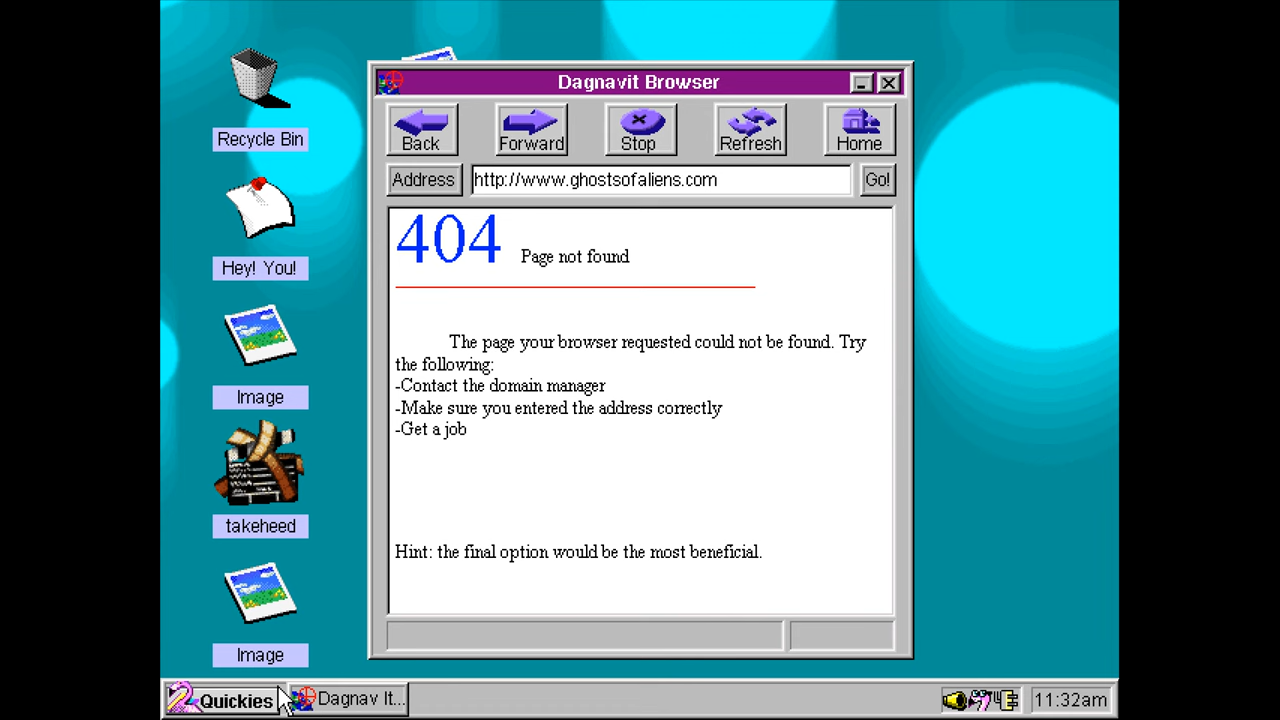 Recycle Bin
Hey! You!
Image
takeheed
Image
Dagnavit Browser
Back
Forward
Stop
Refresh
Home
Address
http://www.ghostsofaliens.com
Go!
404 Page not found
The page your browser requested could not be found. Try
the following:
-Contact the domain manager
-Make sure you entered the address correctly
-Get a job
Hint: the final option would be the most beneficial.
Quickies
Dagnav It...
11:32am